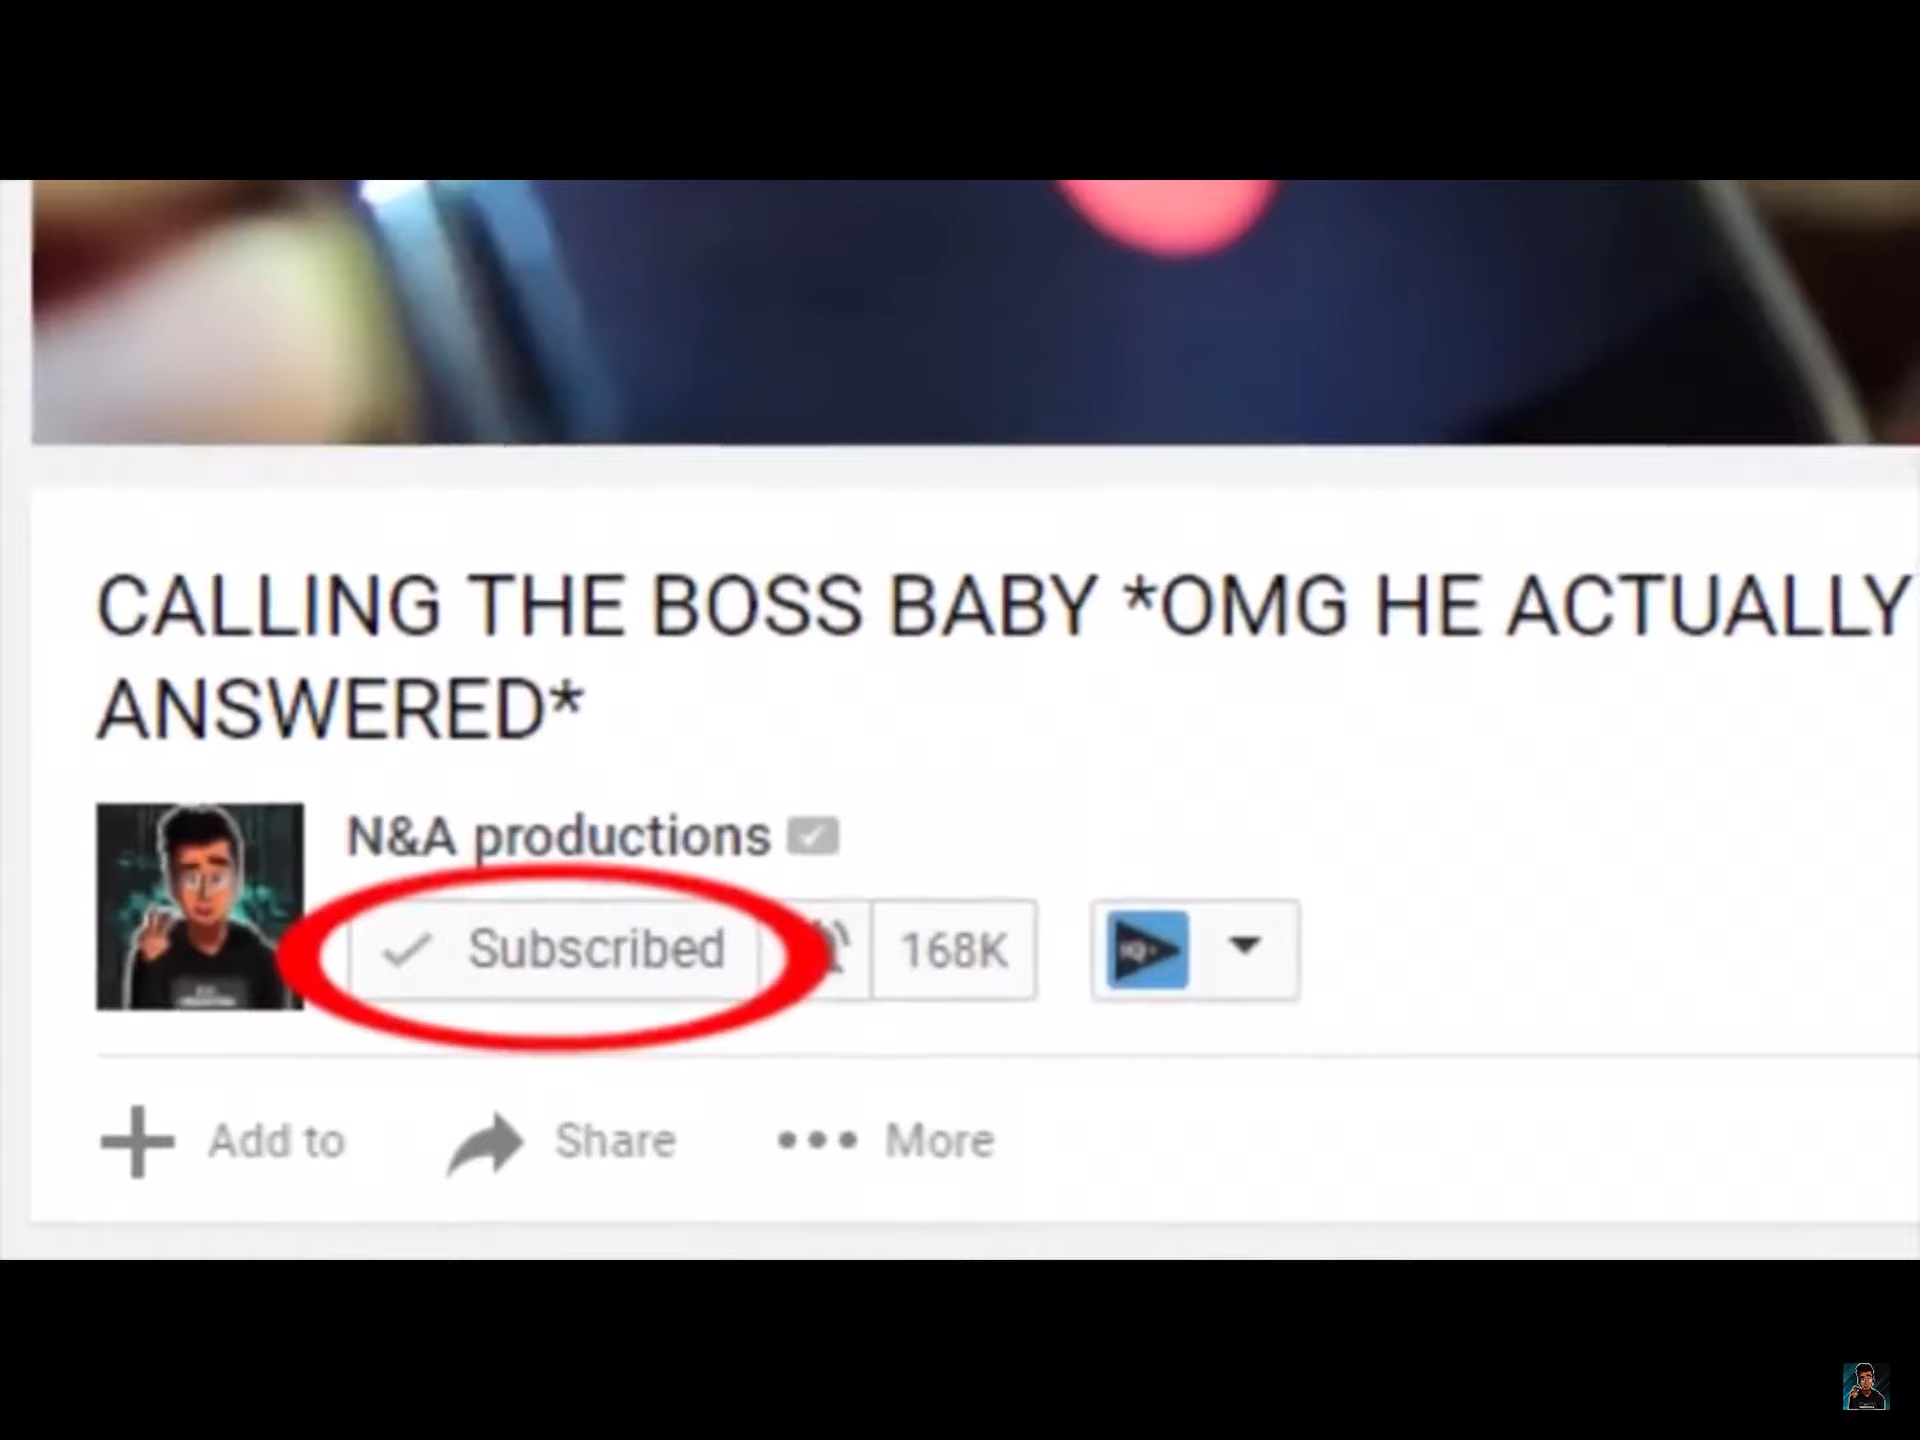 CALLING THE BOSS BABY *OMG HE ACTUALLY
ANSWERED*
N&A productions
Subscribed 168K
Add to Share More